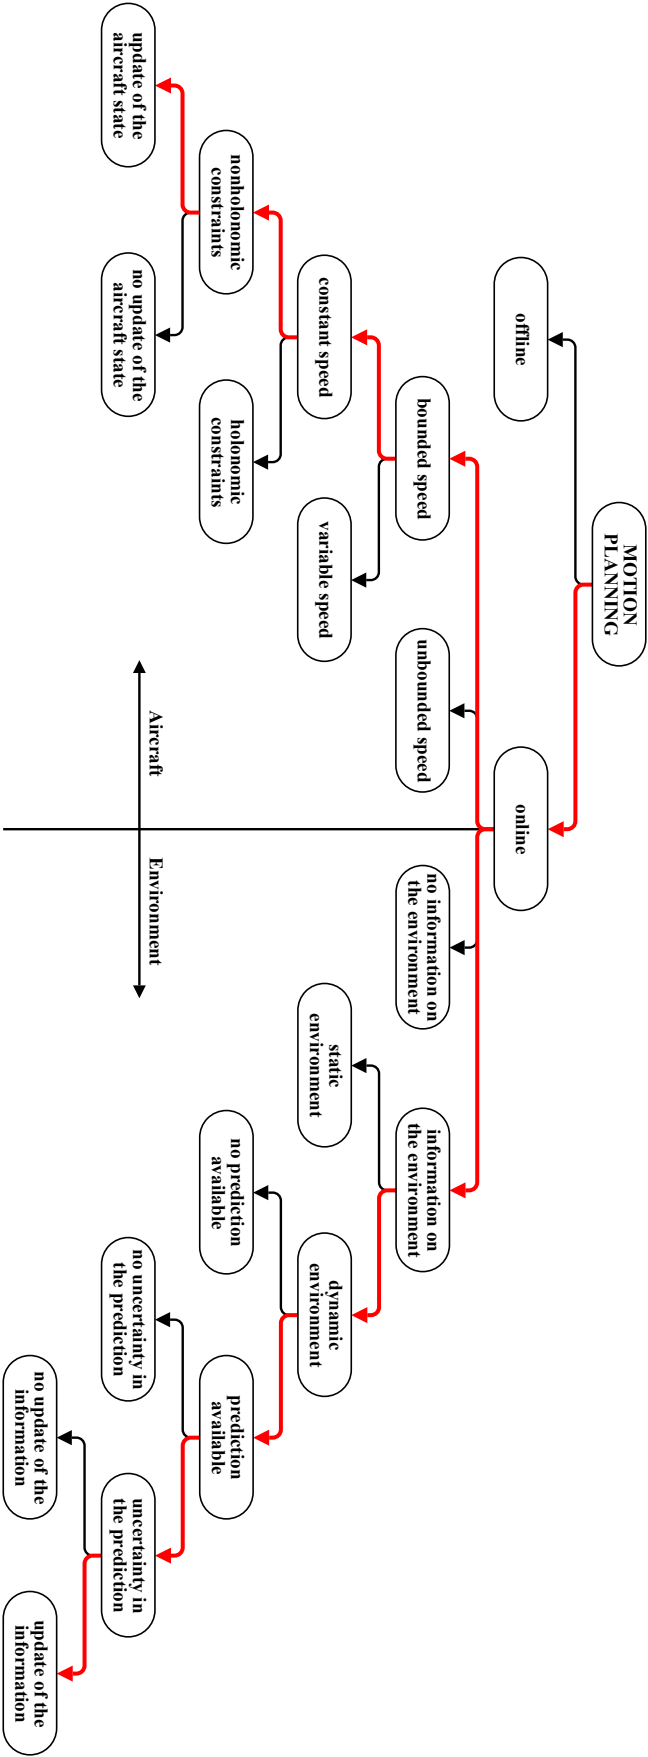 MOTION
PLANNING
offline
online
bounded speed
unbounded speed
no information on
the environment
information on
the environment
constant speed
variable speed
static
environment
dynamic
environment
nonholonomic
constraints
holonomic
constraints
no prediction
available
prediction
available
update of the
aircraft state
no update of the
aircraft state
Aircraft
Environment
no uncertainty in
the prediction
uncertainty in
the prediction
no update of the
information
update of the
information